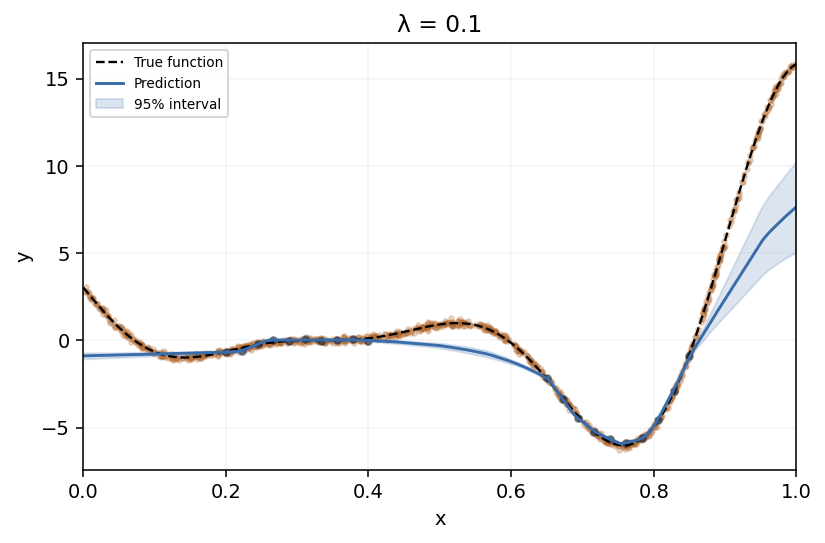 λ = 0.1
True function
Prediction
95% interval
15
10
5
0
−5
y
0.0 0.2 0.4 0.6 0.8 1.0
x